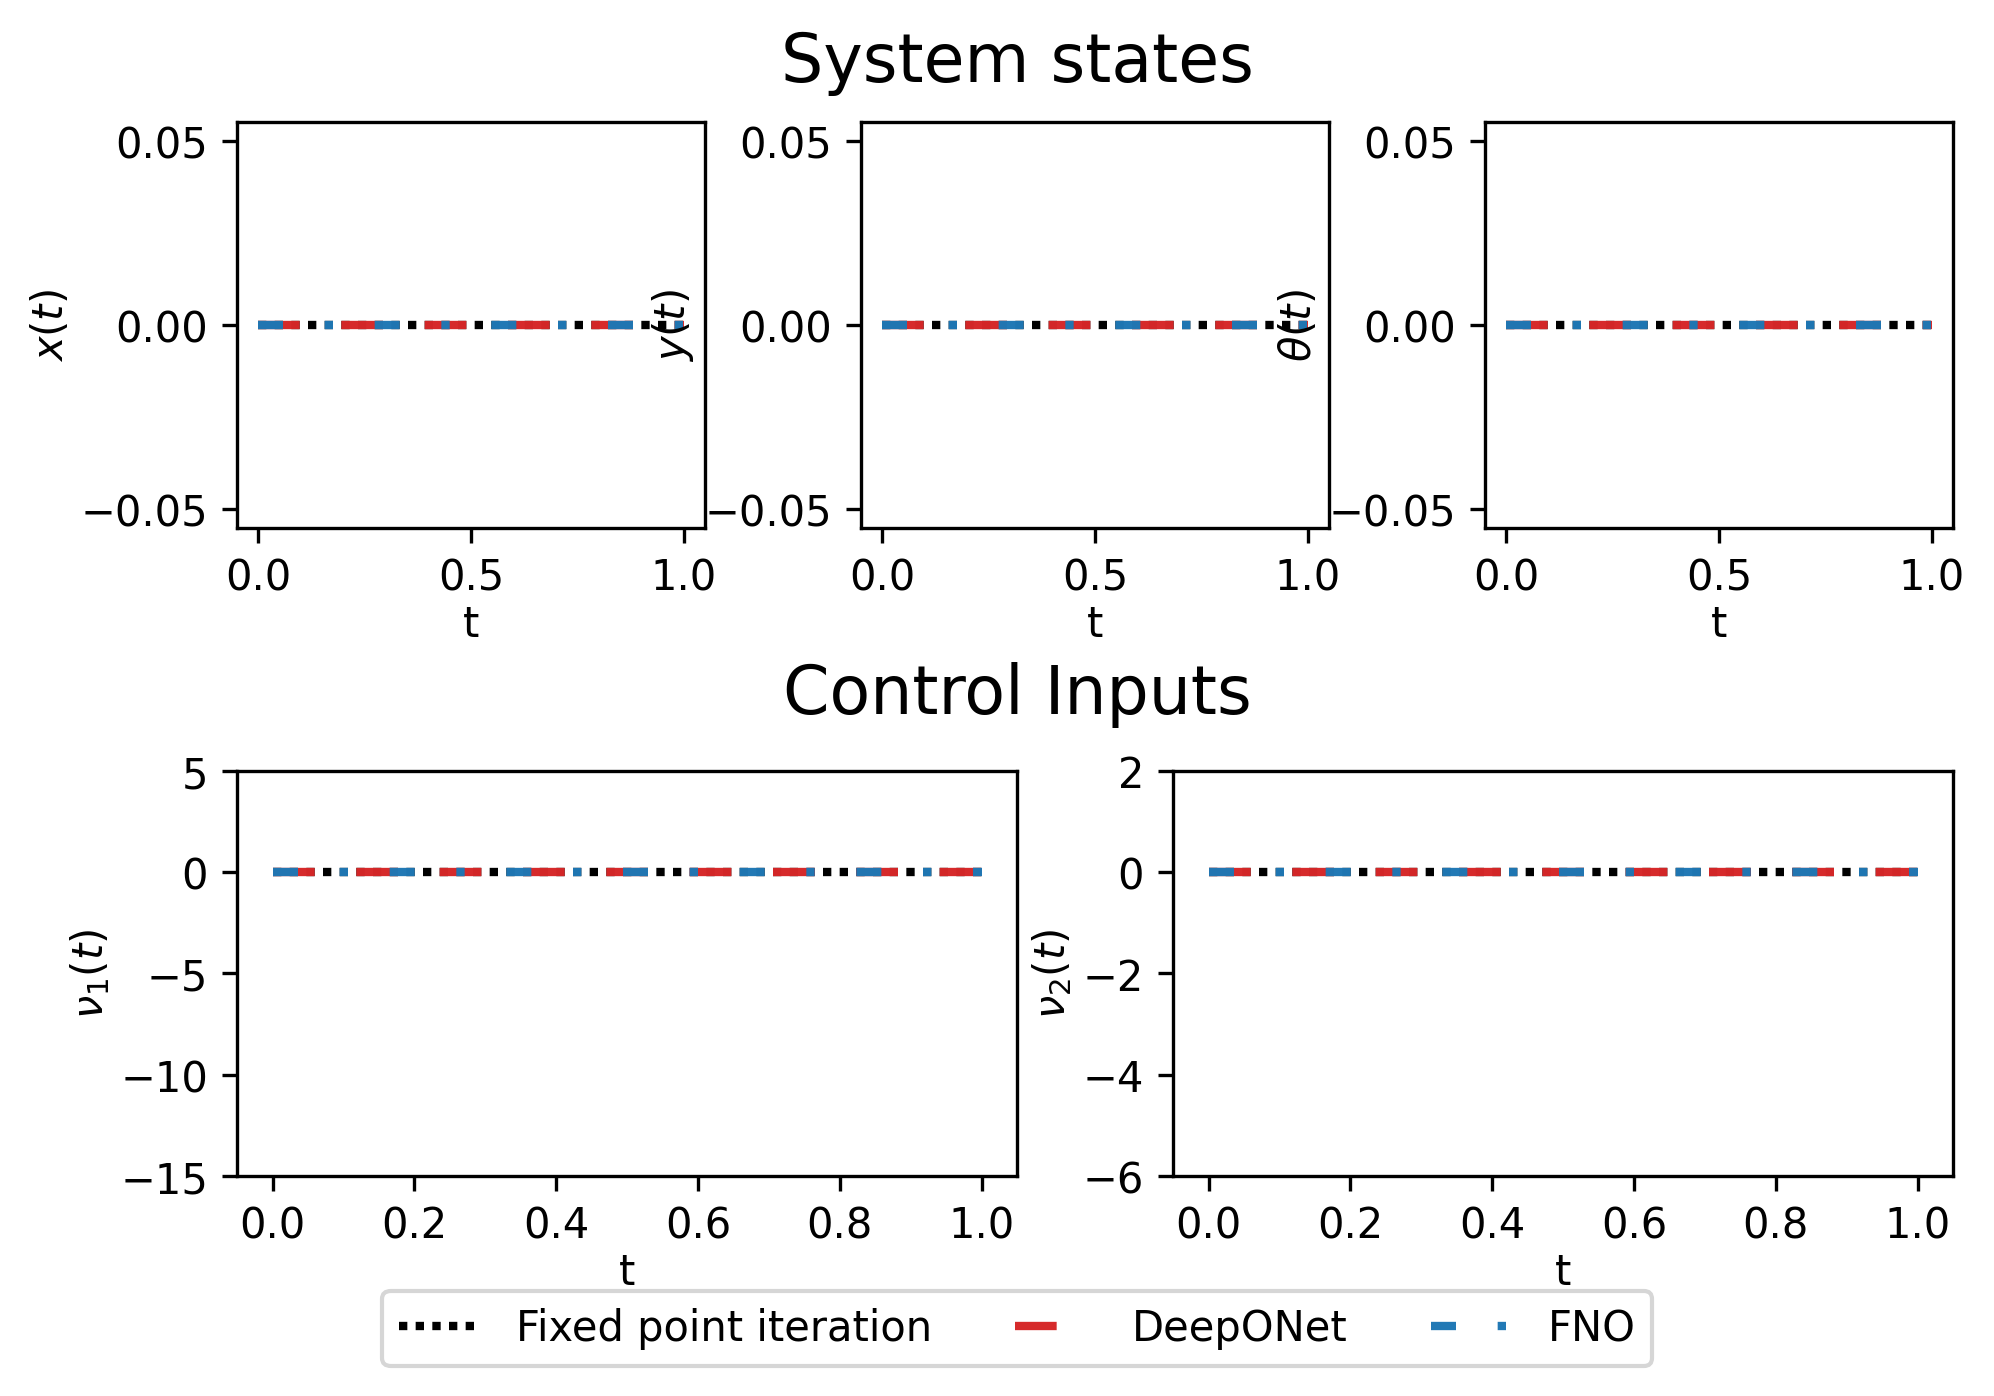 System states
0.05
0.00
−0.05
x(t)
0.0 0.5 1.0
t
0.05
0.00
−0.05
y(t)
0.0 0.5 1.0
t
0.05
0.00
−0.05
θ(t)
0.0 0.5 1.0
t
Control Inputs
5
0
−5
−10
−15
ν₁(t)
0.0 0.2 0.4 0.6 0.8 1.0
t
2
0
−2
−4
−6
ν₂(t)
0.0 0.2 0.4 0.6 0.8 1.0
t
Fixed point iteration DeepONet FNO